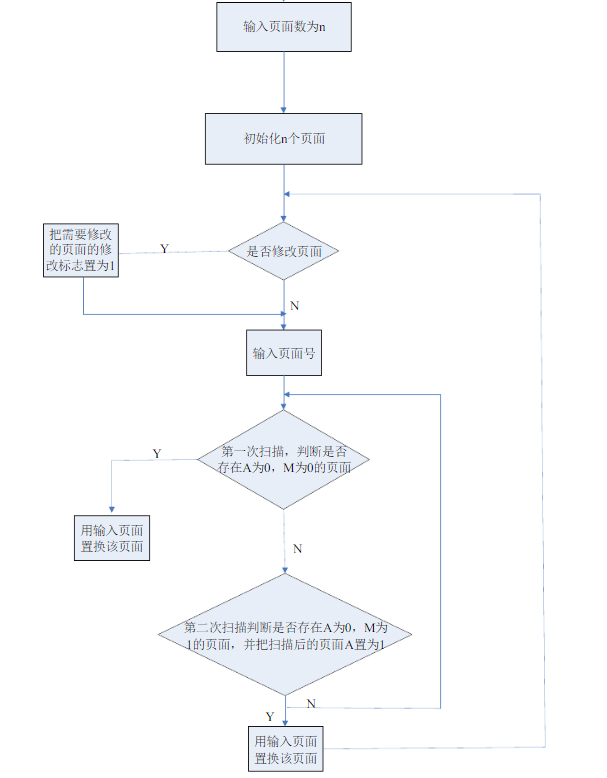 输入页面数为n
初始化n个页面
把需要修改
的页面的修
改标志置为1
Y
是否修改页面
N
输入页面号
第一次扫描，判断是否
存在A为0，M为0的页面
Y
用输入页面
置换该页面
N
第二次扫描判断是否存在A为0，M为
1的页面，并把扫描后的页面A置为1
N
Y
用输入页面
置换该页面